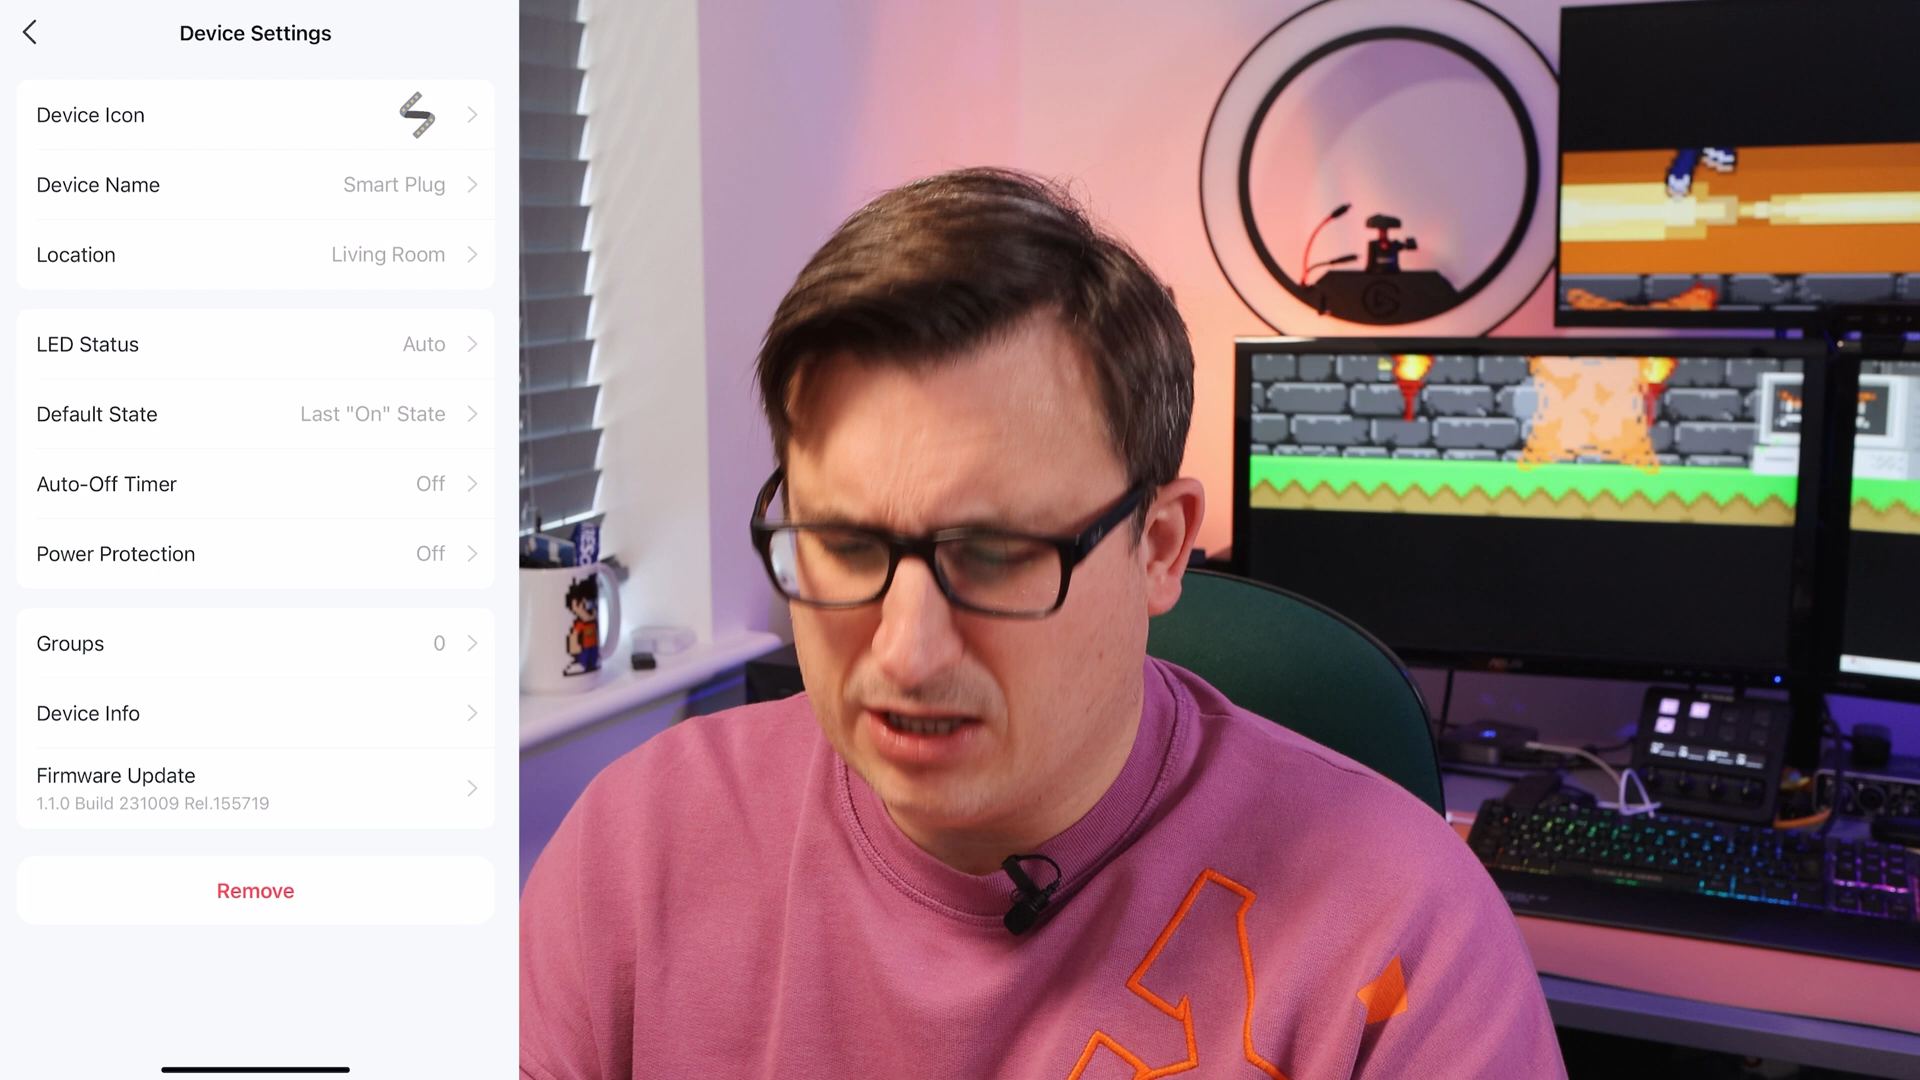 Device Settings
Device Icon
Device Name Smart Plug
Location Living Room
LED Status Auto
Default State Last "On" State
Auto-Off Timer Off
Power Protection Off
Groups 0
Device Info
Firmware Update
1.1.0 Build 231009 Rel.155719
Remove